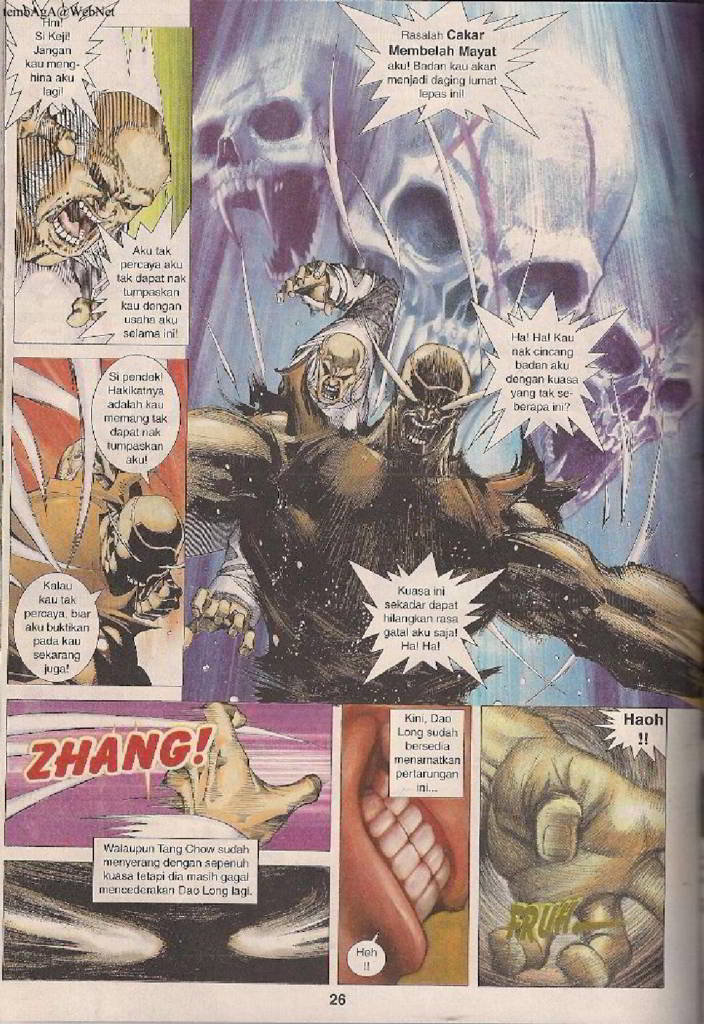 tembAgA@WebNet
Hm!
Si Keji!
Jangan
kau meng-
hina aku
lagi!
Aku tak
percaya aku
tak dapat nak
tumpaskan
kau dengan
usaha aku
selama ini!
Rasalah Cakar
Membelah Mayat
aku! Badan kau akan
menjadi daging lumat
lepas ini!
Ha! Ha! Kau
nak cincang
badan aku
dengan kuasa
yang tak se-
berapa ini?
Si pendek!
Hakikatnya
adalah kau
memang tak
dapat nak
tumpaskan
aku!
Kalau
kau tak
percaya, biar
aku buktikan
pada kau
sekarang
juga!
Kuasa ini
sekadar dapat
hilangkan rasa
gatal aku saja!
Ha! Ha!
ZHANG!
Walaupun Tang Chow sudah
menyerang dengan sepenuh
kuasa tetapi dia masih gagal
mencederakan Dao Long lagi.
Kini, Dao
Long sudah
bersedia
menamatkan
pertarungan
ini...
Heh
!!
Haoh
!!
FRUH
26